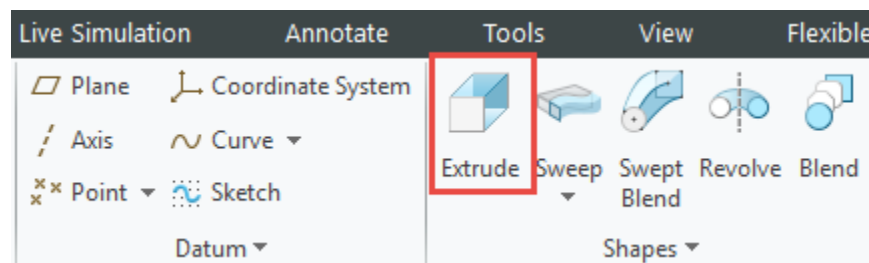 Live Simulation Annotate Tools View Flexible
Plane Coordinate System
Axis Curve
Point Sketch
Datum
Extrude Sweep Swept Blend Revolve Blend
Shapes